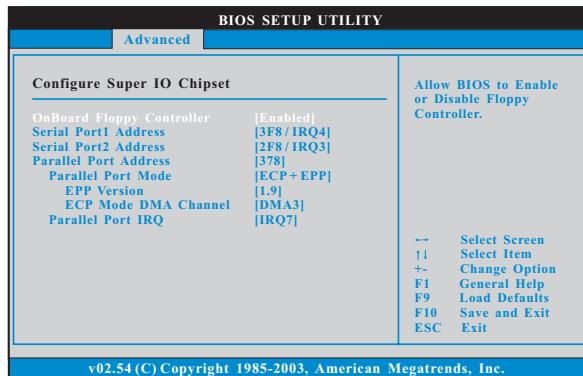 BIOS SETUP UTILITY
Advanced
Configure Super IO Chipset
OnBoard Floppy Controller [Enabled]
Serial Port1 Address [3F8 / IRQ4]
Serial Port2 Address [2F8 / IRQ3]
Parallel Port Address [378]
Parallel Port Mode [ECP + EPP]
EPP Version [1.9]
ECP Mode DMA Channel [DMA3]
Parallel Port IRQ [IRQ7]
Allow BIOS to Enable
or Disable Floppy
Controller.
←→ Select Screen
↑↓ Select Item
+- Change Option
F1 General Help
F9 Load Defaults
F10 Save and Exit
ESC Exit
v02.54 (C) Copyright 1985-2003, American Megatrends, Inc.